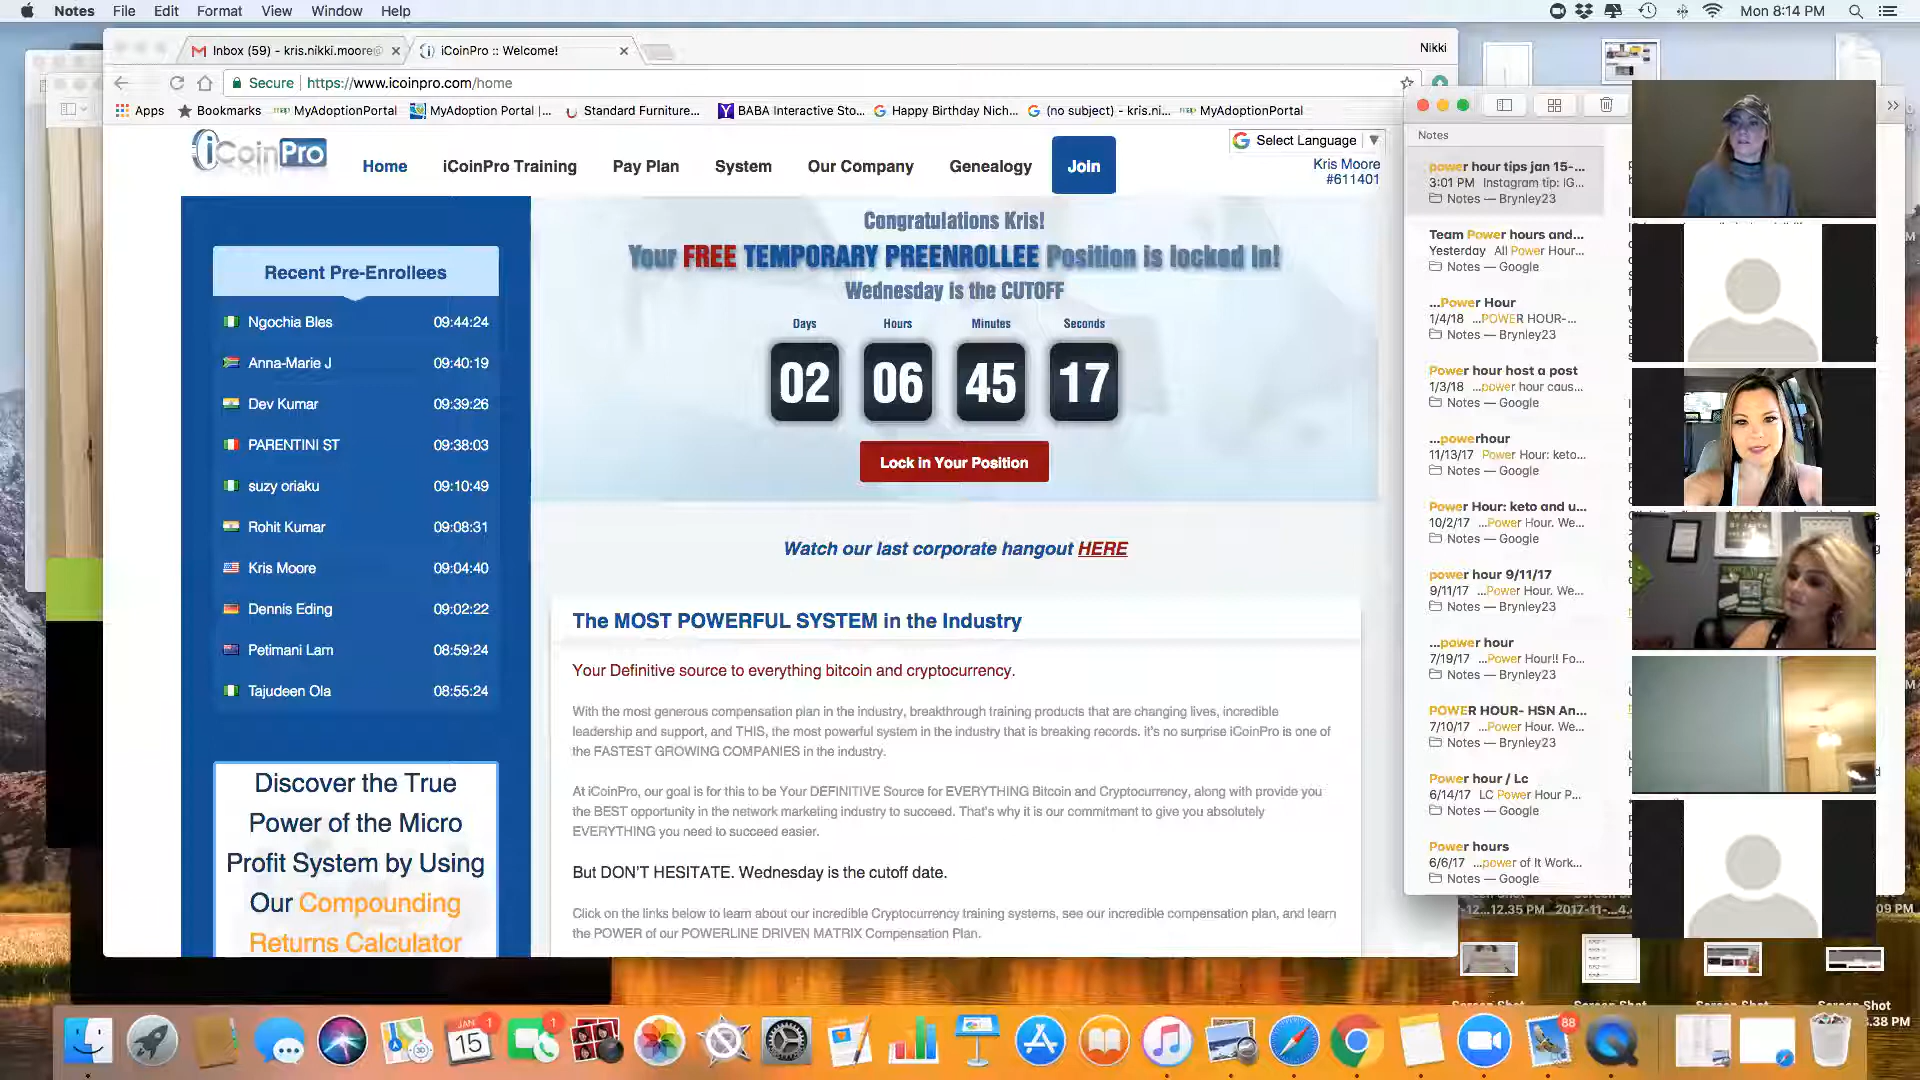 Notes File Edit Format View Window Help
Mon 8:14 PM
Inbox (59) - kris.nikki.moore@
iCoinPro :: Welcome!
Nikki
Secure https://www.icoinpro.com/home
Apps Bookmarks MyAdoptionPortal MyAdoption Portal |... Standard Furniture... BABA Interactive Sto... Happy Birthday Nich... (no subject) - kris.ni... MyAdoptionPortal
iCoinPro
Home iCoinPro Training Pay Plan System Our Company Genealogy Join
Select Language
Kris Moore
#611401
Recent Pre-Enrollees
Ngochia Bles 09:44:24
Anna-Marie J 09:40:19
Dev Kumar 09:39:26
PARENTINI ST 09:38:03
suzy oriaku 09:10:49
Rohit Kumar 09:08:31
Kris Moore 09:04:40
Dennis Eding 09:02:22
Petimani Lam 08:59:24
Tajudeen Ola 08:55:24
Discover the True
Power of the Micro
Profit System by Using
Our Compounding
Returns Calculator
Congratulations Kris!
Your FREE TEMPORARY PREENROLLEE Position is locked in!
Wednesday is the CUTOFF
Days Hours Minutes Seconds
02 06 45 17
Lock in Your Position
Watch our last corporate hangout HERE
The MOST POWERFUL SYSTEM in the Industry
Your Definitive source to everything bitcoin and cryptocurrency.
With the most generous compensation plan in the industry, breakthrough training products that are changing lives, incredible
leadership and support, and THIS, the most powerful system in the industry that is breaking records. it's no surprise iCoinPro is one of
the FASTEST GROWING COMPANIES in the industry.
At iCoinPro, our goal is for this to be Your DEFINITIVE Source for EVERYTHING Bitcoin and Cryptocurrency, along with provide you
the BEST opportunity in the network marketing industry to succeed. That's why it is our commitment to give you absolutely
EVERYTHING you need to succeed easier.
But DON'T HESITATE. Wednesday is the cutoff date.
Click on the links below to learn about our incredible Cryptocurrency training systems, see our incredible compensation plan, and learn
the POWER of our POWERLINE DRIVEN MATRIX Compensation Plan.
Notes
power hour tips jan 15-...
3:01 PM Instagram tip: iG...
Notes — Brynley23
Team Power hours and...
Yesterday All Power Hour...
Notes — Google
...Power Hour
1/4/18 ...POWER HOUR-...
Notes — Brynley23
Power hour host a post
1/3/18 ...power hour caus...
Notes — Google
...powerhour
11/13/17 Power Hour: keto...
Notes — Google
Power Hour: keto and u...
10/2/17 ...Power Hour. We...
Notes — Google
power hour 9/11/17
9/11/17 ...Power Hour. We...
Notes — Brynley23
...power hour
7/19/17 ...Power Hour!! Fo...
Notes — Brynley23
POWER HOUR- HSN An...
7/10/17 ...Power Hour. We...
Notes — Brynley23
Power hour / Lc
6/14/17 LC Power Hour P...
Notes — Google
Power hours
6/6/17 ...power of It Work...
Notes — Google
JAN
15
1
1
88